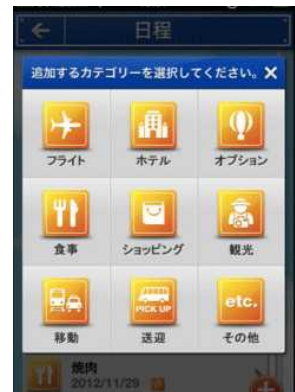 日程
追加するカテゴリーを選択してください。
フライト
ホテル
オプション
食事
ショッピング
観光
PICK UP
etc.
移動
送迎
その他
焼肉
2012/11/29